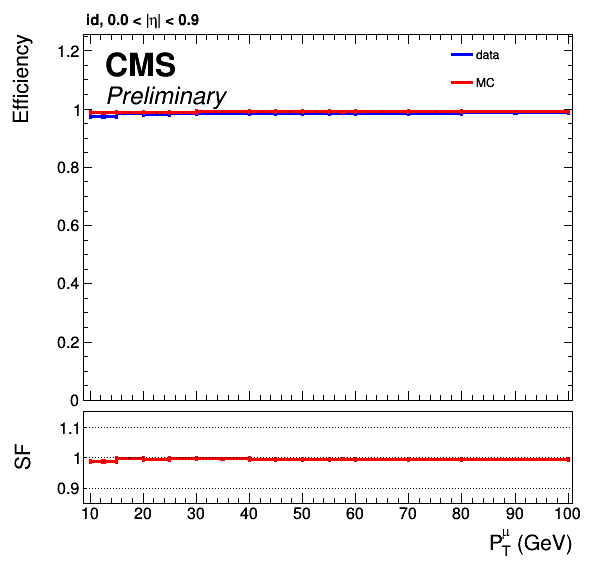 id, 0.0 < |η| < 0.9
Efficiency
1.2
1
0.8
0.6
0.4
0.2
0
CMS
Preliminary
data
MC
SF
1.1
1
0.9
10 20 30 40 50 60 70 80 90 100
P_T^μ (GeV)